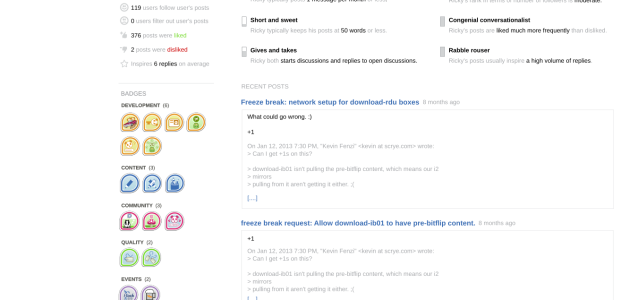 119 users follow user's posts
0 users filter out user's posts
376 posts were liked
2 posts were disliked
Inspires 6 replies on average
BADGES
DEVELOPMENT (6)
CONTENT (3)
COMMUNITY (3)
QUALITY (2)
EVENTS (2)
Short and sweet
Ricky typically keeps his posts at 50 words or less.
Gives and takes
Ricky both starts discussions and replies to open discussions.
Congenial conversationalist
Ricky's posts are liked much more frequently than disliked.
Rabble rouser
Ricky's posts usually inspire a high volume of replies.
RECENT POSTS
Freeze break: network setup for download-rdu boxes 8 months ago
What could go wrong. :)
+1
On Jan 12, 2013 7:30 PM, "Kevin Fenzi" <kevin at scrye.com> wrote:
> Can I get +1s on this?
> download-ib01 isn't pulling the pre-bitflip content, which means our i2
> mirrors
> pulling from it aren't getting it either. ;(
[…]
freeze break request: Allow download-ib01 to have pre-bitflip content. 8 months ago
+1
On Jan 12, 2013 7:30 PM, "Kevin Fenzi" <kevin at scrye.com> wrote:
> Can I get +1s on this?
> download-ib01 isn't pulling the pre-bitflip content, which means our i2
> mirrors
> pulling from it aren't getting it either. ;(